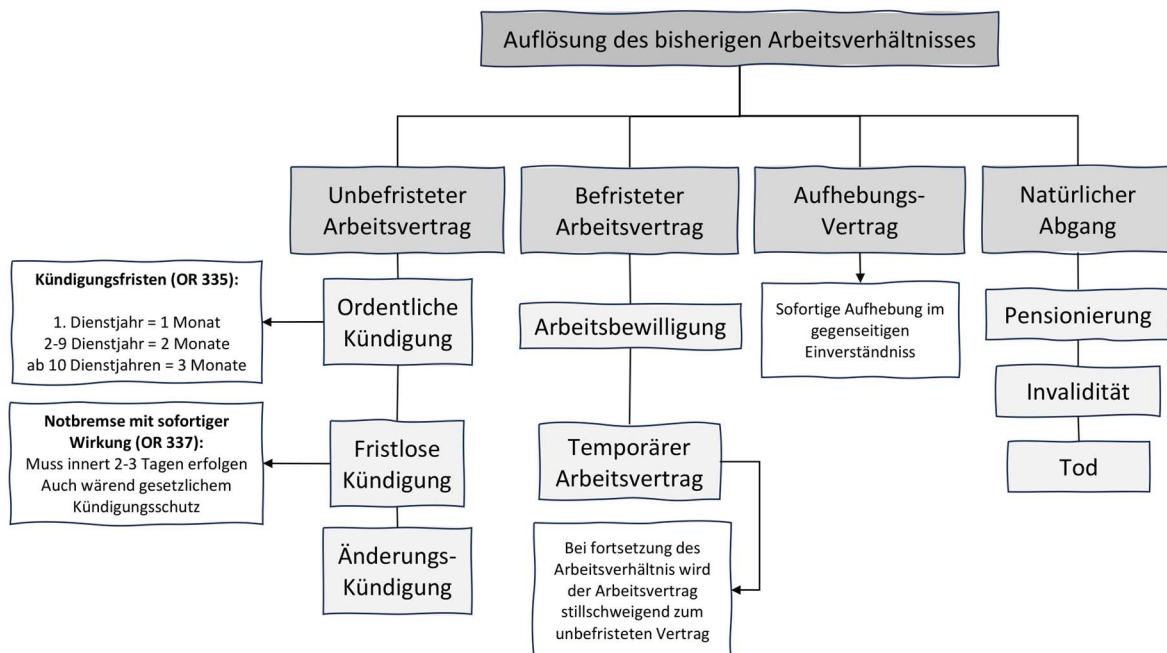 Auflösung des bisherigen Arbeitsverhältnisses
Unbefristeter
Arbeitsvertrag
Befristeter
Arbeitsvertrag
Aufhebungs-
Vertrag
Natürlicher
Abgang
Kündigungsfristen (OR 335):
1. Dienstjahr = 1 Monat
2-9 Dienstjahr = 2 Monate
ab 10 Dienstjahren = 3 Monate
Ordentliche
Kündigung
Arbeitsbewilligung
Sofortige Aufhebung im
gegenseitigen
Einverständniss
Pensionierung
Invalidität
Notbremse mit sofortiger
Wirkung (OR 337):
Muss innert 2-3 Tagen erfolgen
Auch wärend gesetzlichem
Kündigungsschutz
Fristlose
Kündigung
Temporärer
Arbeitsvertrag
Tod
Änderungs-
Kündigung
Bei fortsetzung des
Arbeitsverhältnis wird
der Arbeitsvertrag
stillschweigend zum
unbefristeten Vertrag